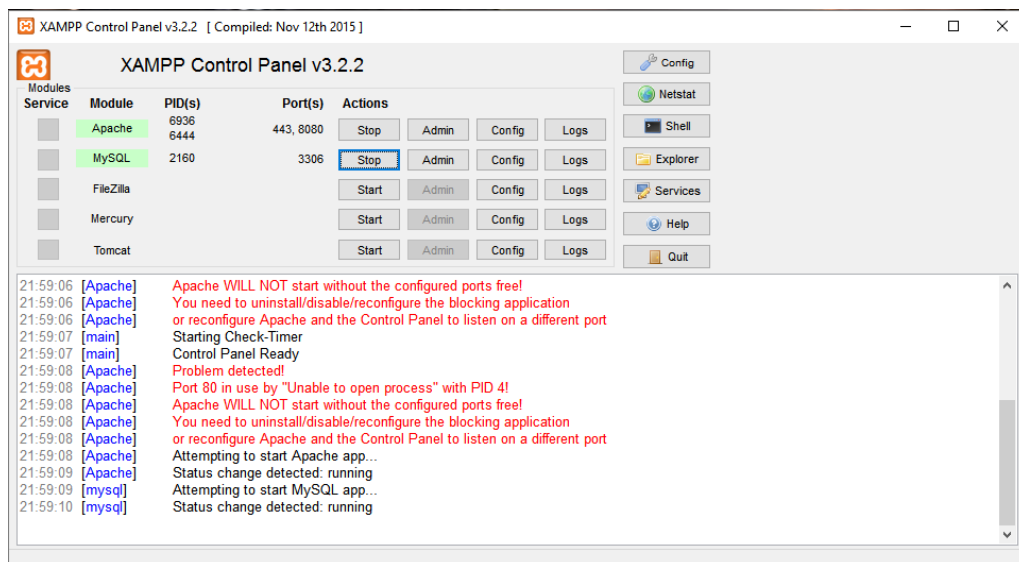 XAMPP Control Panel v3.2.2 [ Compiled: Nov 12th 2015 ]
XAMPP Control Panel v3.2.2
Config
Modules
Service Module PID(s) Port(s) Actions
Netstat
Apache 6936 6444 443, 8080 Stop Admin Config Logs
Shell
MySQL 2160 3306 Stop Admin Config Logs
Explorer
FileZilla Start Admin Config Logs
Services
Mercury Start Admin Config Logs
Help
Tomcat Start Admin Config Logs
Quit
21:59:06 [Apache] Apache WILL NOT start without the configured ports free!
21:59:06 [Apache] You need to uninstall/disable/reconfigure the blocking application
21:59:06 [Apache] or reconfigure Apache and the Control Panel to listen on a different port
21:59:07 [main] Starting Check-Timer
21:59:07 [main] Control Panel Ready
21:59:08 [Apache] Problem detected!
21:59:08 [Apache] Port 80 in use by "Unable to open process" with PID 4!
21:59:08 [Apache] Apache WILL NOT start without the configured ports free!
21:59:08 [Apache] You need to uninstall/disable/reconfigure the blocking application
21:59:08 [Apache] or reconfigure Apache and the Control Panel to listen on a different port
21:59:08 [Apache] Attempting to start Apache app...
21:59:09 [Apache] Status change detected: running
21:59:09 [mysql] Attempting to start MySQL app...
21:59:10 [mysql] Status change detected: running